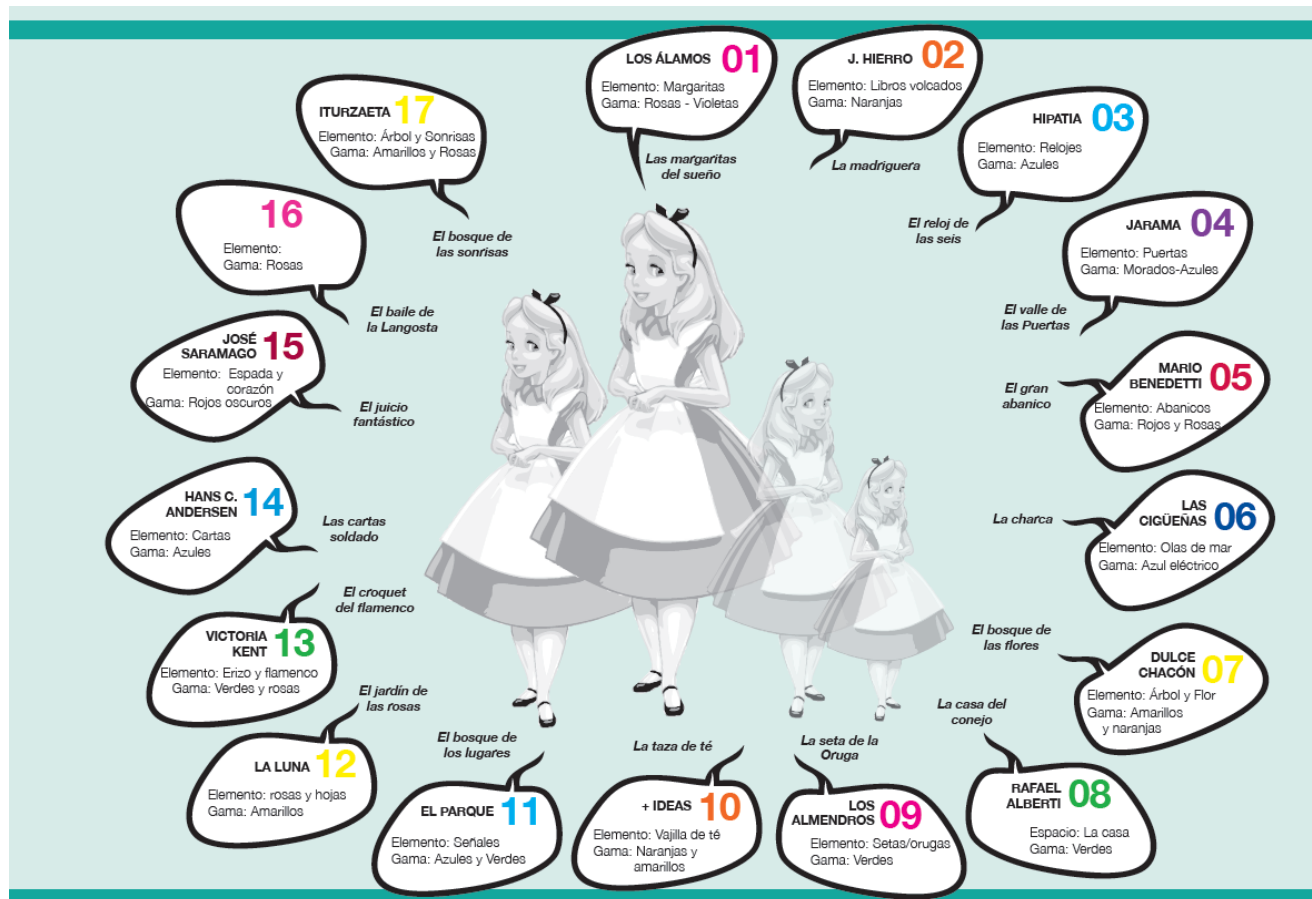 LOS ÁLAMOS 01
Elemento: Margaritas
Gama: Rosas - Violetas
Las margaritas
del sueño
J. HIERRO 02
Elemento: Libros volcados
Gama: Naranjas
La madriguera
HIPATIA 03
Elemento: Relojes
Gama: Azules
El reloj de
las seis
JARAMA 04
Elemento: Puertas
Gama: Morados-Azules
El valle de
las Puertas
MARIO
BENEDETTI 05
Elemento: Abanicos
Gama: Rojos y Rosas
El gran
abanico
LAS
CIGÜEÑAS 06
Elemento: Olas de mar
Gama: Azul eléctrico
La charca
DULCE
CHACÓN 07
Elemento: Árbol y Flor
Gama: Amarillos
y naranjas
El bosque de
las flores
RAFAEL
ALBERTI 08
Espacio: La casa
Gama: Verdes
La casa del
conejo
LOS
ALMENDROS 09
Elemento: Setas/orugas
Gama: Verdes
La seta de la
Oruga
+ IDEAS 10
Elemento: Vajilla de té
Gama: Naranjas y
amarillos
La taza de té
EL PARQUE 11
Elemento: Señales
Gama: Azules y Verdes
El bosque de
los lugares
LA LUNA 12
Elemento: rosas y hojas
Gama: Amarillos
El jardín de
las rosas
VICTORIA
KENT 13
Elemento: Erizo y flamenco
Gama: Verdes y rosas
El croquet
del flamenco
HANS C.
ANDERSEN 14
Elemento: Cartas
Gama: Azules
Las cartas
soldado
JOSÉ
SARAMAGO 15
Elemento: Espada y
corazón
Gama: Rojos oscuros
El juicio
fantástico
16
Elemento:
Gama: Rosas
El baile de
la Langosta
ITURZAETA 17
Elemento: Árbol y Sonrisas
Gama: Amarillos y Rosas
El bosque de
las sonrisas